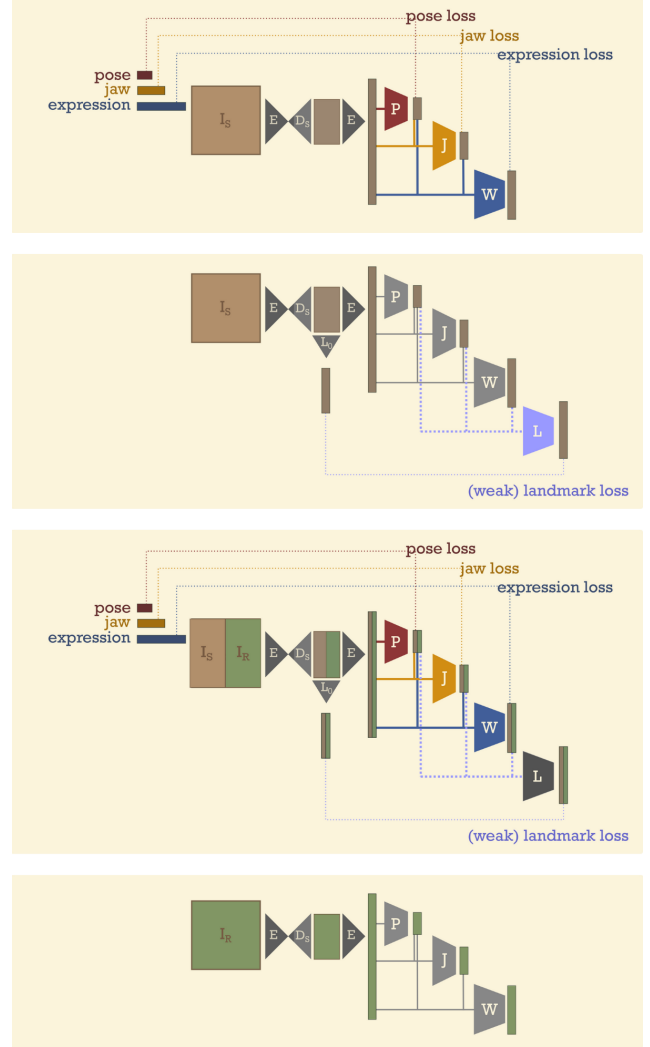 pose loss
jaw loss
expression loss
pose
jaw
expression
I_S E D_S E P
J
W
I_S E D_S E P
L_0 J
W
L
(weak) landmark loss
pose loss
jaw loss
expression loss
pose
jaw
expression
I_S I_R E D_S E P
L_0 J
W
L
(weak) landmark loss
I_R E D_S E P
J
W